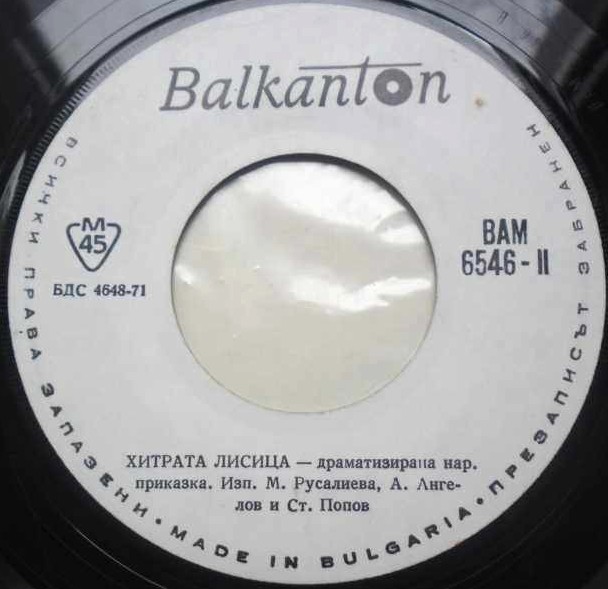 Balkanton
М
45
БДС 4648-71
ВАМ
6546-II
ХИТРАТА ЛИСИЦА — драматизирана нар.
приказка. Изп. М. Русалиева, А. Анге-
лов и Ст. Попов
ВСИЧКИ ПРАВА ЗАПАЗЕНИ • MADE IN BULGARIA • ПРЕЗАПИСЪТ ЗАБРАНЕН